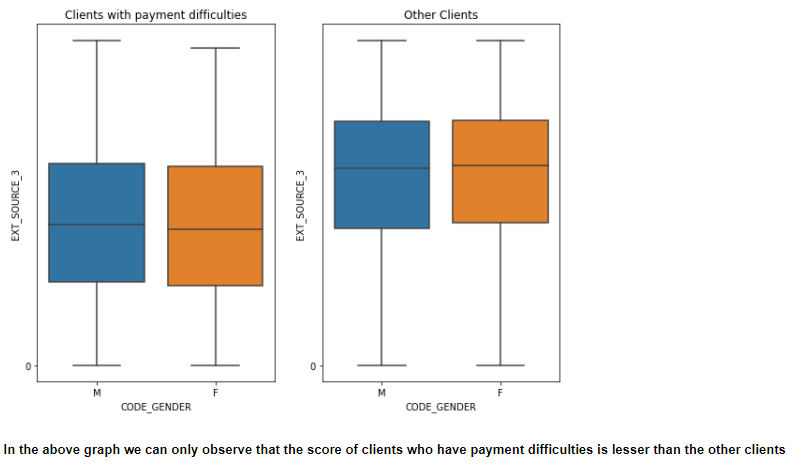 Clients with payment difficulties
Other Clients
EXT_SOURCE_3
EXT_SOURCE_3
0
0
M
F
M
F
CODE_GENDER
CODE_GENDER
In the above graph we can only observe that the score of clients who have payment difficulties is lesser than the other clients